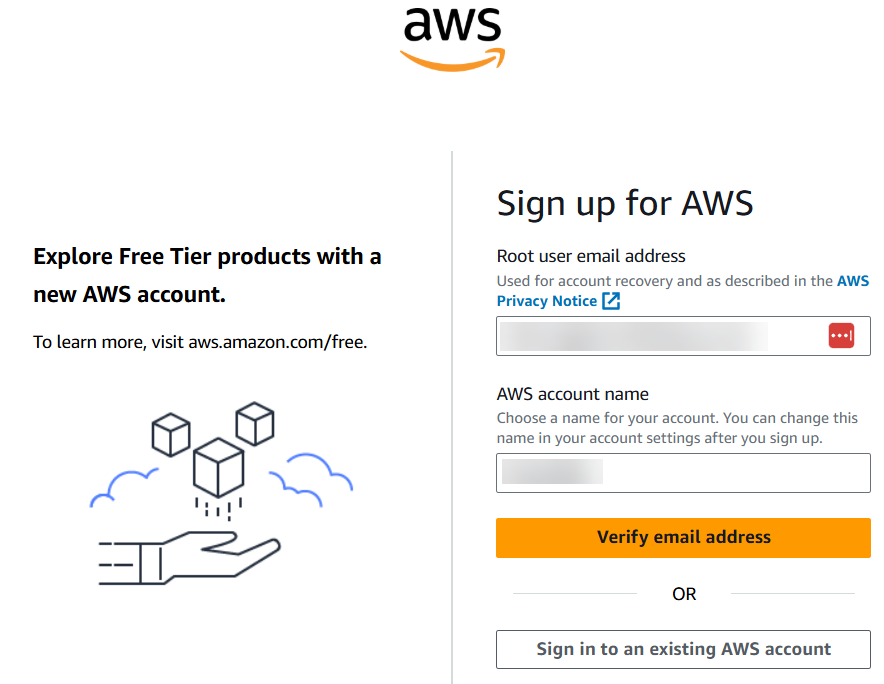 aws
Explore Free Tier products with a
new AWS account.
To learn more, visit aws.amazon.com/free.
Sign up for AWS
Root user email address
Used for account recovery and as described in the AWS
Privacy Notice
AWS account name
Choose a name for your account. You can change this
name in your account settings after you sign up.
Verify email address
OR
Sign in to an existing AWS account